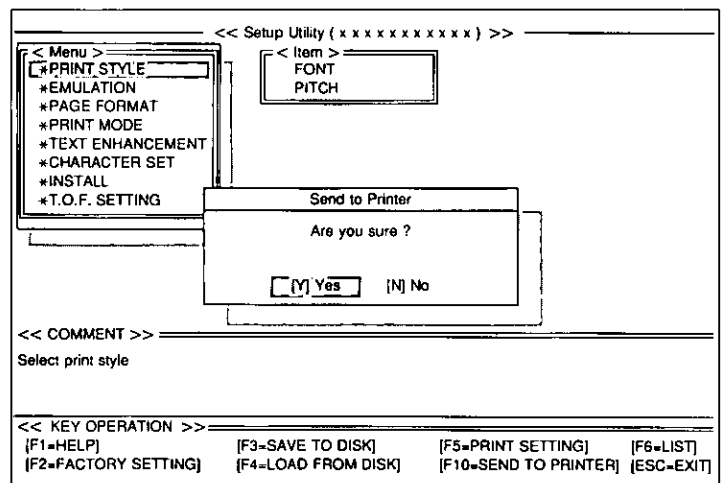 << Setup Utility ( x x x x x x x x x x x ) >>
< Menu >
*PRINT STYLE
*EMULATION
*PAGE FORMAT
*PRINT MODE
*TEXT ENHANCEMENT
*CHARACTER SET
*INSTALL
*T.O.F. SETTING
< Item >
FONT
PITCH
Send to Printer
Are you sure ?
[Y] Yes [N] No
<< COMMENT >>
Select print style
<< KEY OPERATION >>
[F1=HELP] [F3=SAVE TO DISK] [F5=PRINT SETTING] [F6=LIST]
[F2=FACTORY SETTING] [F4=LOAD FROM DISK] [F10=SEND TO PRINTER] [ESC=EXIT]